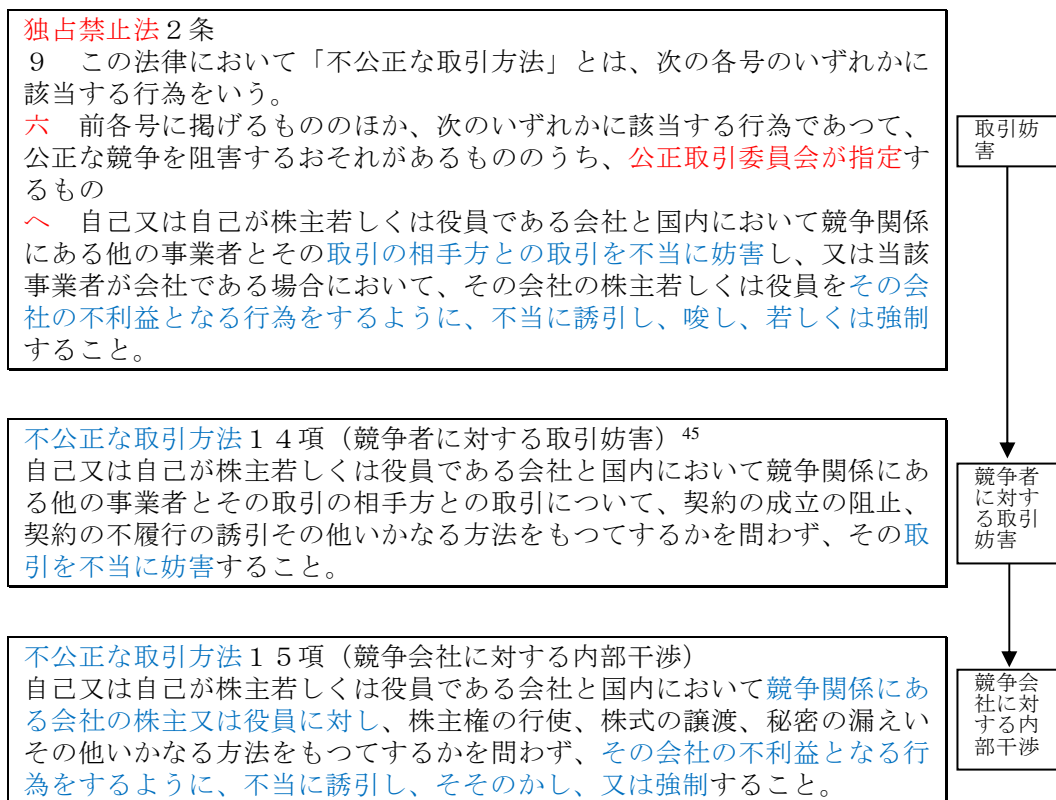 独占禁止法２条
９　この法律において「不公正な取引方法」とは、次の各号のいずれかに
該当する行為をいう。
六　前各号に掲げるもののほか、次のいずれかに該当する行為であつて、
公正な競争を阻害するおそれがあるもののうち、公正取引委員会が指定す
るもの
へ　自己又は自己が株主若しくは役員である会社と国内において競争関係
にある他の事業者とその取引の相手方との取引を不当に妨害し、又は当該
事業者が会社である場合において、その会社の株主若しくは役員をその会
社の不利益となる行為をするように、不当に誘引し、唆し、若しくは強制
すること。
取引妨
害
不公正な取引方法１４項（競争者に対する取引妨害）45
自己又は自己が株主若しくは役員である会社と国内において競争関係にあ
る他の事業者とその取引の相手方との取引について、契約の成立の阻止、
契約の不履行の誘引その他いかなる方法をもつてするかを問わず、その取
引を不当に妨害すること。
競争者
に対す
る取引
妨害
不公正な取引方法１５項（競争会社に対する内部干渉）
自己又は自己が株主若しくは役員である会社と国内において競争関係にあ
る会社の株主又は役員に対し、株主権の行使、株式の譲渡、秘密の漏えい
その他いかなる方法をもつてするかを問わず、その会社の不利益となる行
為をするように、不当に誘引し、そそのかし、又は強制すること。
競争会
社に対
する内
部干渉